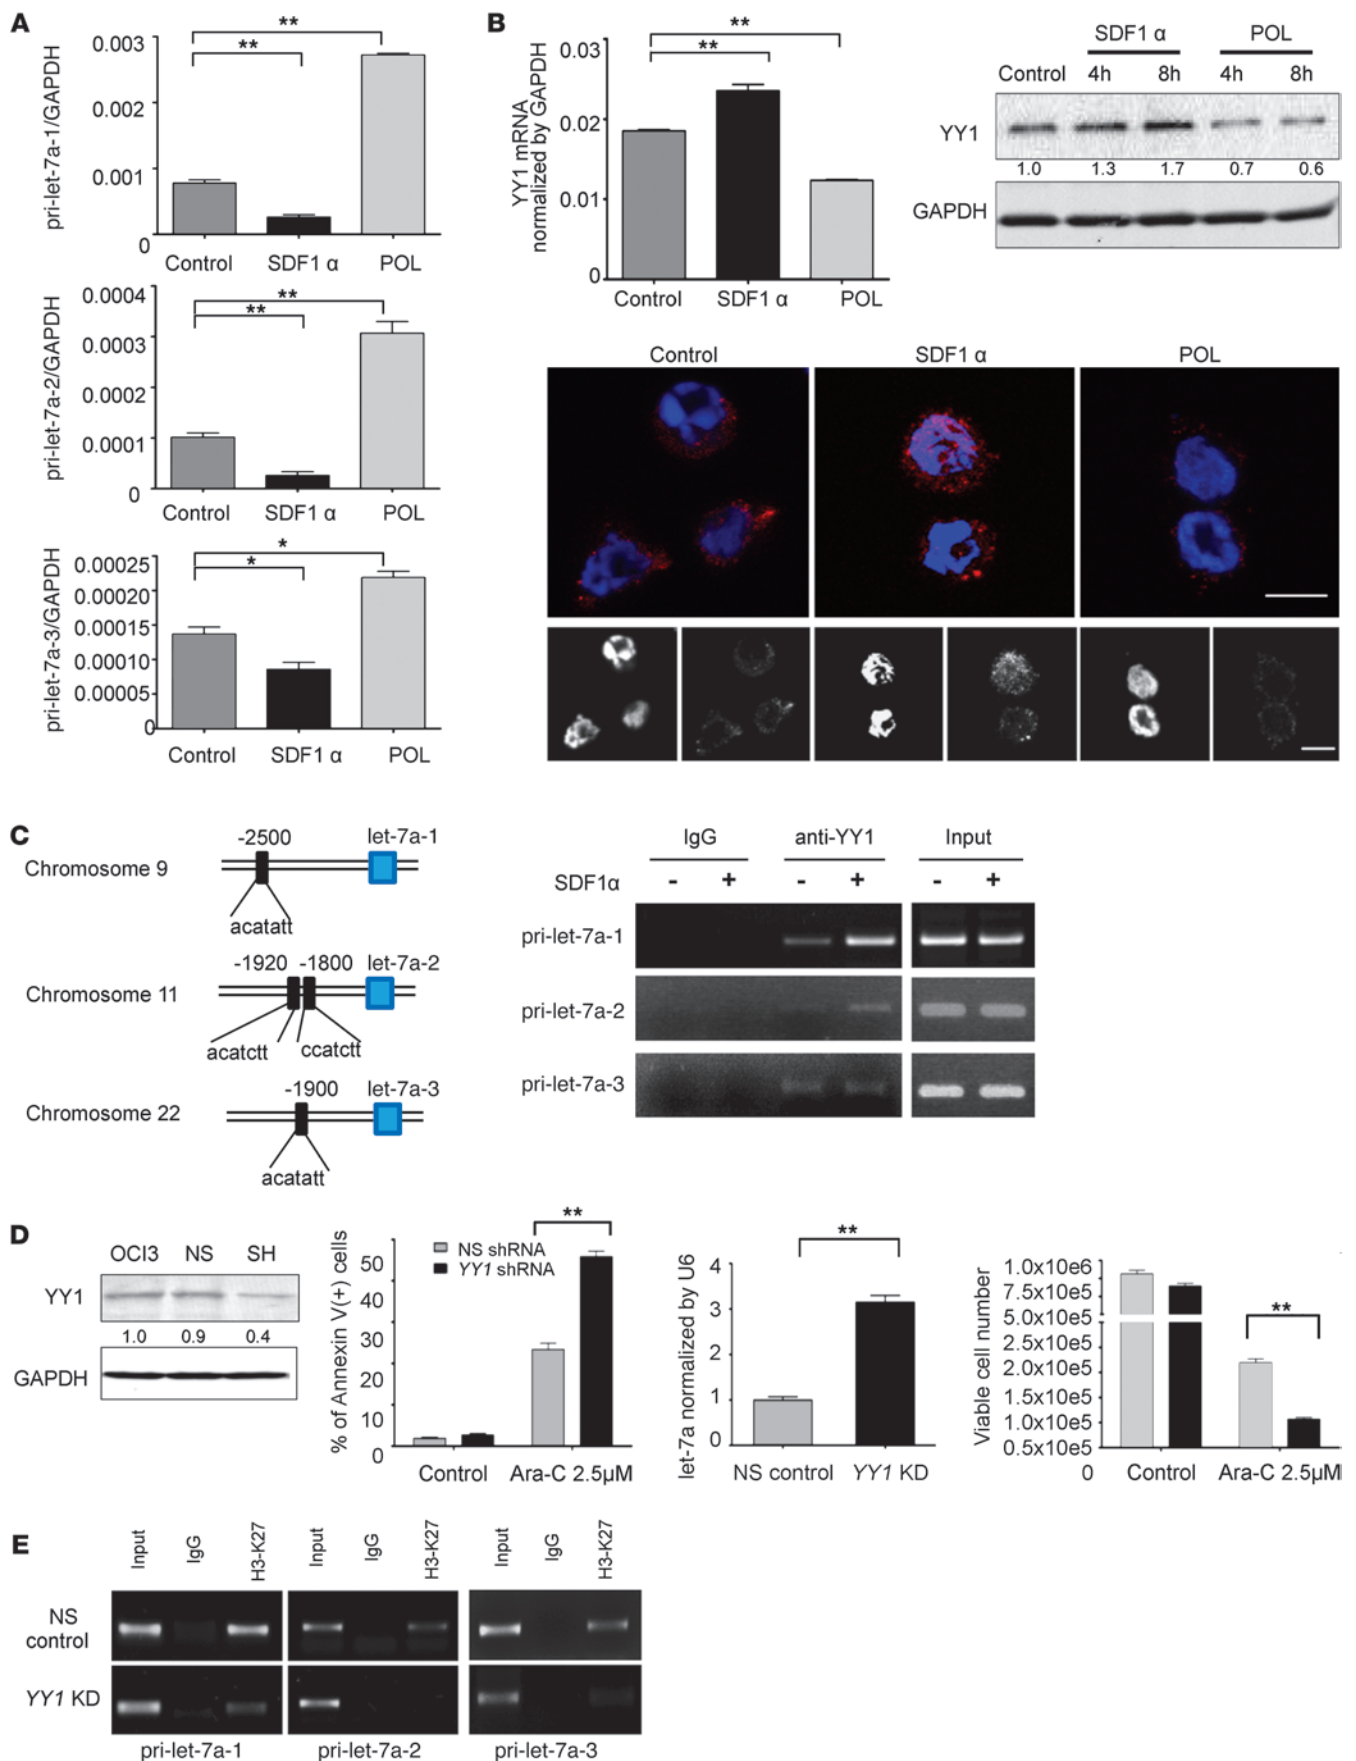 A
pri-let-7a-1/GAPDH
0.003
0.002
0.001
0
** **
Control SDF1 α POL
pri-let-7a-2/GAPDH
0.0004
0.0003
0.0002
0.0001
0
** **
Control SDF1 α POL
pri-let-7a-3/GAPDH
0.00025
0.00020
0.00015
0.00010
0.00005
0
* *
Control SDF1 α POL
B
YY1 mRNA
normalized by GAPDH
0.03
0.02
0.01
0
** **
Control SDF1 α POL
SDF1 α POL
Control 4h 8h 4h 8h
YY1
1.0 1.3 1.7 0.7 0.6
GAPDH
Control SDF1 α POL
C
-2500 let-7a-1
Chromosome 9
acatatt
-1920 -1800 let-7a-2
Chromosome 11
acatctt ccatctt
-1900 let-7a-3
Chromosome 22
acatatt
IgG anti-YY1 Input
SDF1α - + - + - +
pri-let-7a-1
pri-let-7a-2
pri-let-7a-3
D
OCI3 NS SH
YY1
1.0 0.9 0.4
GAPDH
% of Annexin V(+) cells
50
40
30
20
10
0
NS shRNA
YY1 shRNA
**
Control Ara-C 2.5µM
let-7a normalized by U6
4
3
2
1
0
**
NS control YY1 KD
Viable cell number
1.0x10e6
7.5x10e5
5.0x10e5
2.5x10e5
2.0x10e5
1.5x10e5
1.0x10e5
0.5x10e5
0
**
Control Ara-C 2.5µM
E
Input IgG H3-K27 Input IgG H3-K27 Input IgG H3-K27
NS
control
YY1 KD
pri-let-7a-1 pri-let-7a-2 pri-let-7a-3